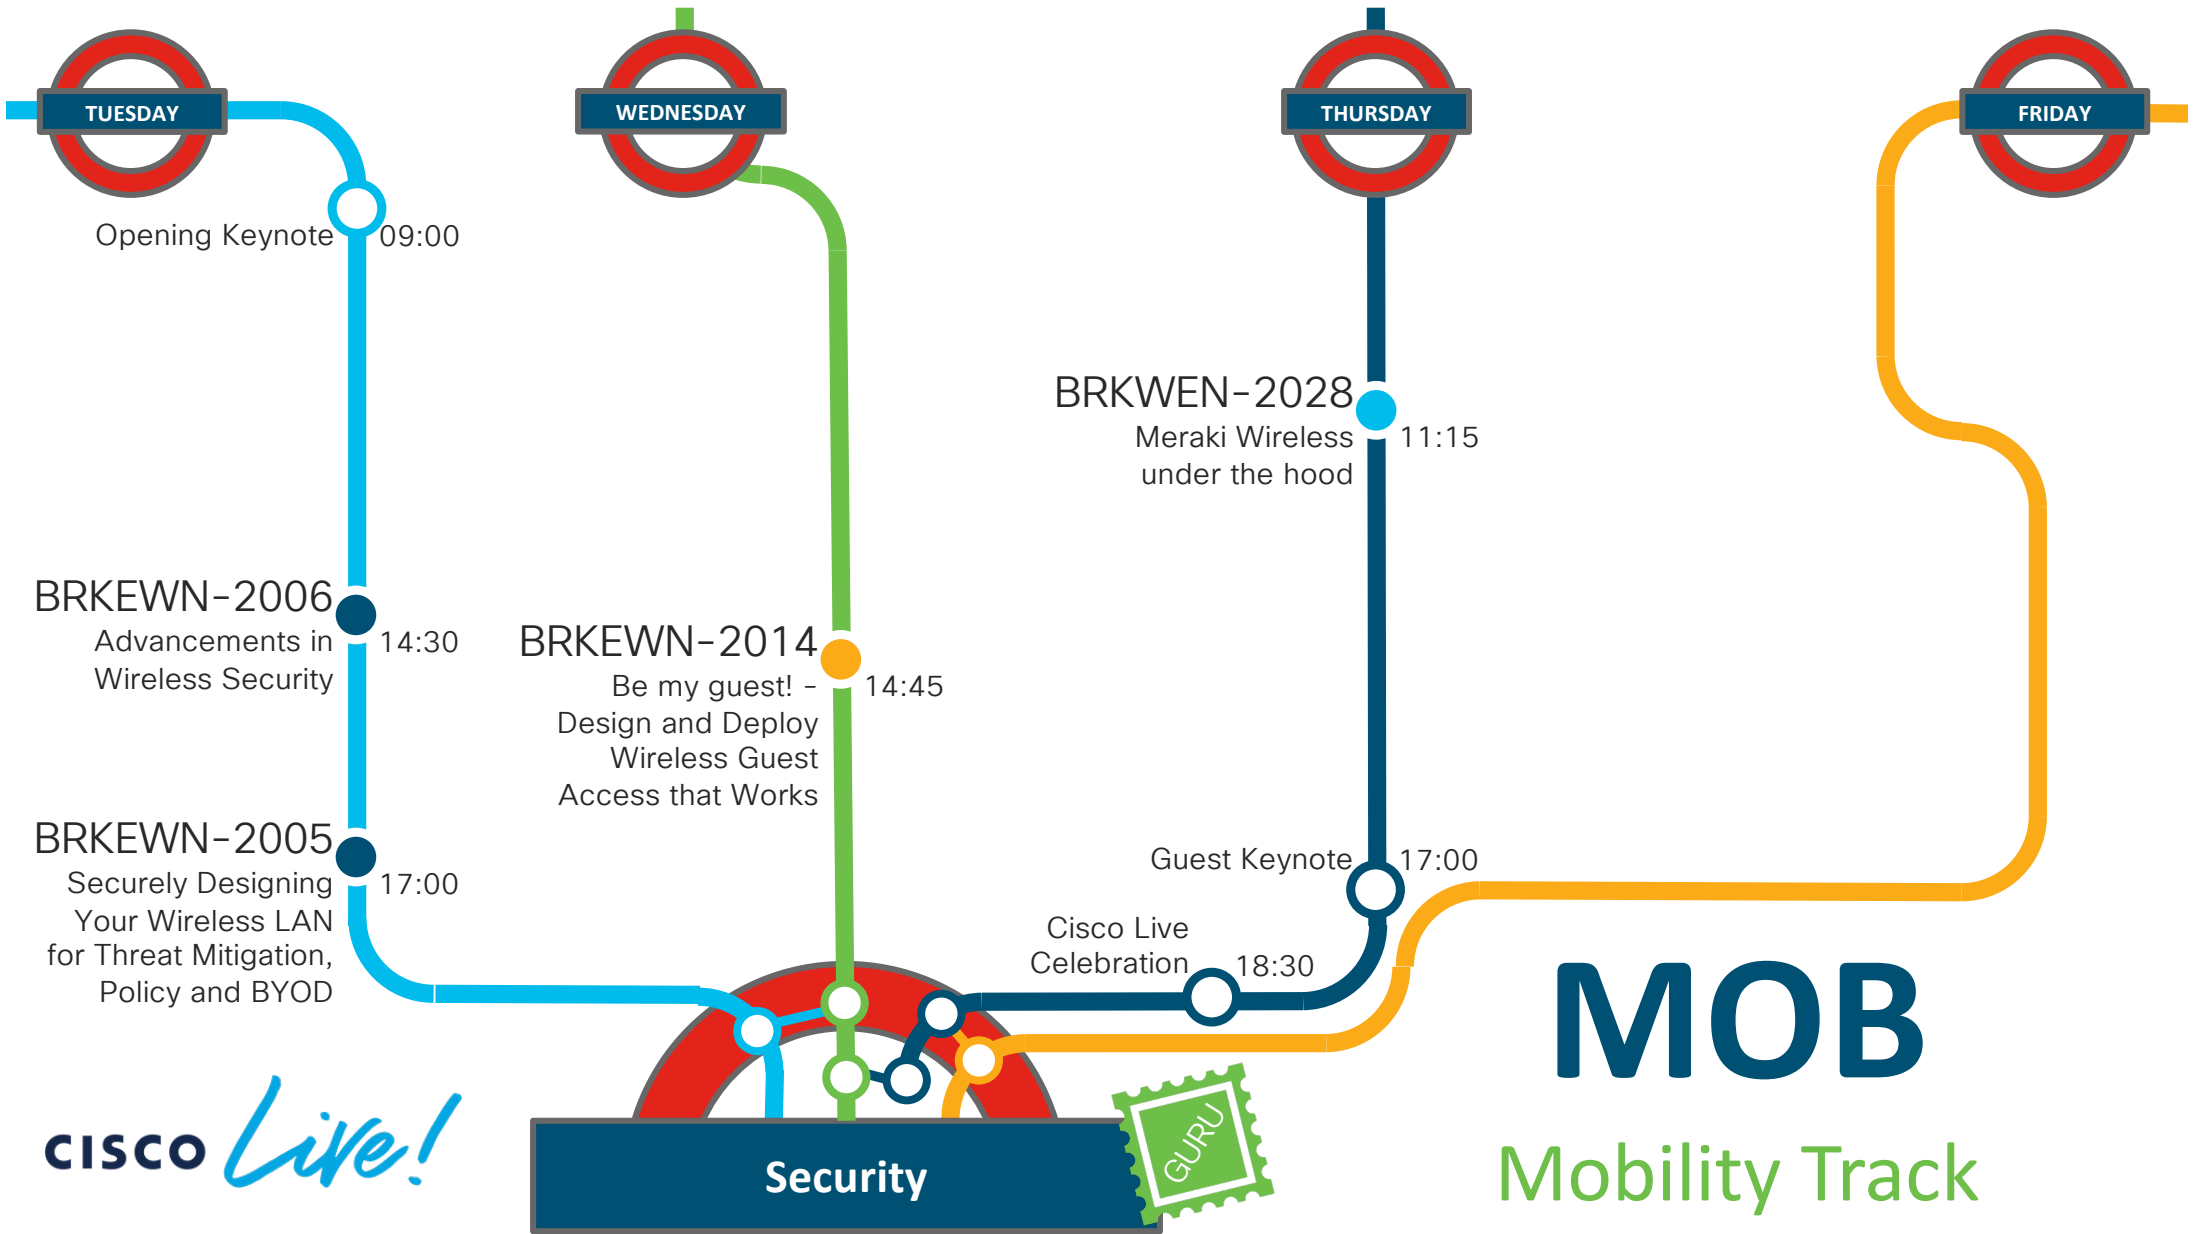 TUESDAY
WEDNESDAY
THURSDAY
FRIDAY
Opening Keynote
09:00
BRKEWN-2006
Advancements in
14:30
Wireless Security
BRKEWN-2005
Securely Designing
17:00
Your Wireless LAN
for Threat Mitigation,
Policy and BYOD
BRKEWN-2014
Be my guest! -
14:45
Design and Deploy
Wireless Guest
Access that Works
BRKWEN-2028
Meraki Wireless
11:15
under the hood
Guest Keynote
17:00
Cisco Live
Celebration
18:30
MOB
Mobility Track
CISCO Live!
Security
GURU